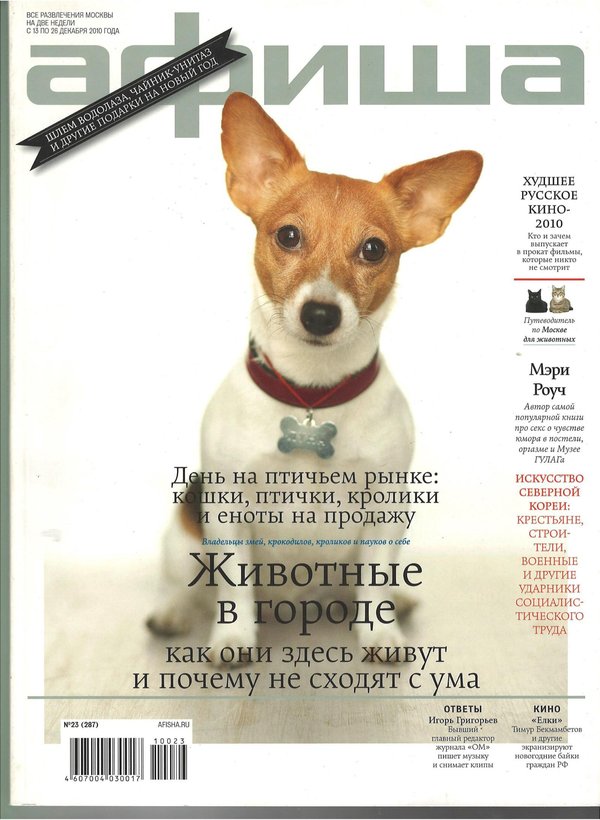 ВСЕ РАЗВЛЕЧЕНИЯ МОСКВЫ
НА ДВЕ НЕДЕЛИ
С 13 ПО 26 ДЕКАБРЯ 2010 ГОДА
афиша
ШЛЕМ ВОДОЛАЗА, ЧАЙНИК-УНИТАЗ
И ДРУГИЕ ПОДАРКИ НА НОВЫЙ ГОД
ХУДШЕЕ
РУССКОЕ
КИНО-
2010
Кто и зачем
выпускает
в прокат фильмы,
которые никто
не смотрит
Путеводитель
по Москве
для животных
Мэри
Роуч
Автор самой
популярной книги
про секс о чувстве
юмора в постели,
оргазме и Музее
ГУЛАГа
ИСКУССТВО
СЕВЕРНОЙ
КОРЕИ:
КРЕСТЬЯНЕ,
СТРОИ-
ТЕЛИ,
ВОЕННЫЕ
И ДРУГИЕ
УДАРНИКИ
СОЦИАЛИС-
ТИЧЕСКОГО
ТРУДА
День на птичьем рынке:
кошки, птички, кролики
и еноты на продажу
Владельцы змей, крокодилов, кроликов и пауков о себе
Животные
в городе
как они здесь живут
и почему не сходят с ума
№23 (287)
AFISHA.RU
10023
4 607004 030017
ОТВЕТЫ
Игорь Григорьев
Бывший
главный редактор
журнала «ОМ»
пишет музыку
и снимает клипы
КИНО
«Елки»
Тимур Бекмамбетов
и другие
экранизируют
новогодние байки
граждан РФ